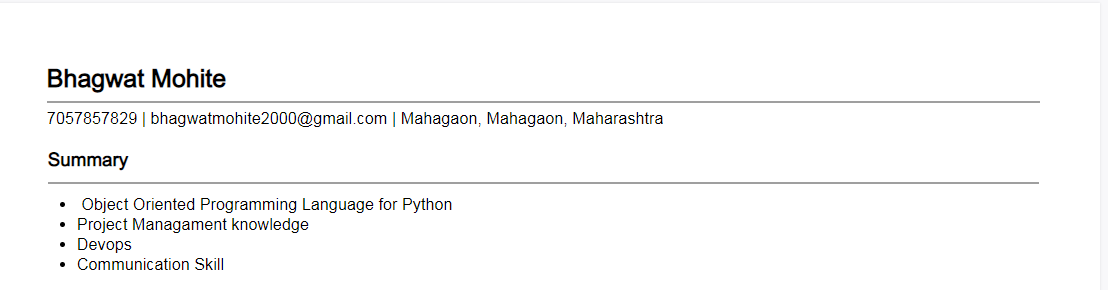 Bhagwat Mohite
7057857829 | bhagwatmohite2000@gmail.com | Mahagaon, Mahagaon, Maharashtra
Summary
• Object Oriented Programming Language for Python
• Project Managament knowledge
• Devops
• Communication Skill